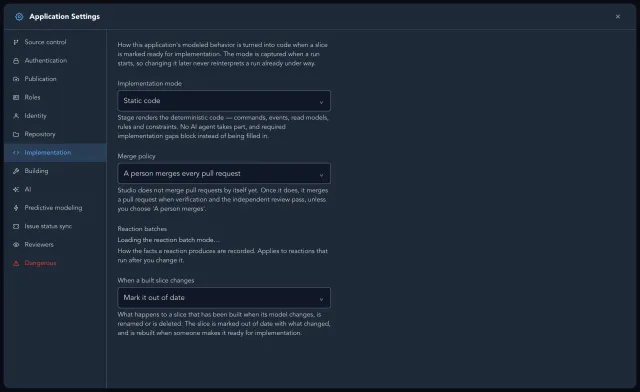 Application Settings
Source control
Authentication
Publication
Roles
Identity
Repository
Implementation
Building
AI
Predictive modeling
Issue status sync
Reviewers
Dangerous
How this application's modeled behavior is turned into code when a slice
is marked ready for implementation. The mode is captured when a run
starts, so changing it later never reinterprets a run already under way.
Implementation mode
Static code
Stage renders the deterministic code — commands, events, read models,
rules and constraints. No AI agent takes part, and required
implementation gaps block instead of being filled in.
Merge policy
A person merges every pull request
Studio does not merge pull requests by itself yet. Once it does, it merges
a pull request when verification and the independent review pass, unless
you choose 'A person merges'.
Reaction batches
Loading the reaction batch mode…
How the facts a reaction produces are recorded. Applies to reactions that
run after you change it.
When a built slice changes
Mark it out of date
What happens to a slice that has been built when its model changes, is
renamed or is deleted. The slice is marked out of date with what changed,
and is rebuilt when someone makes it ready for implementation.